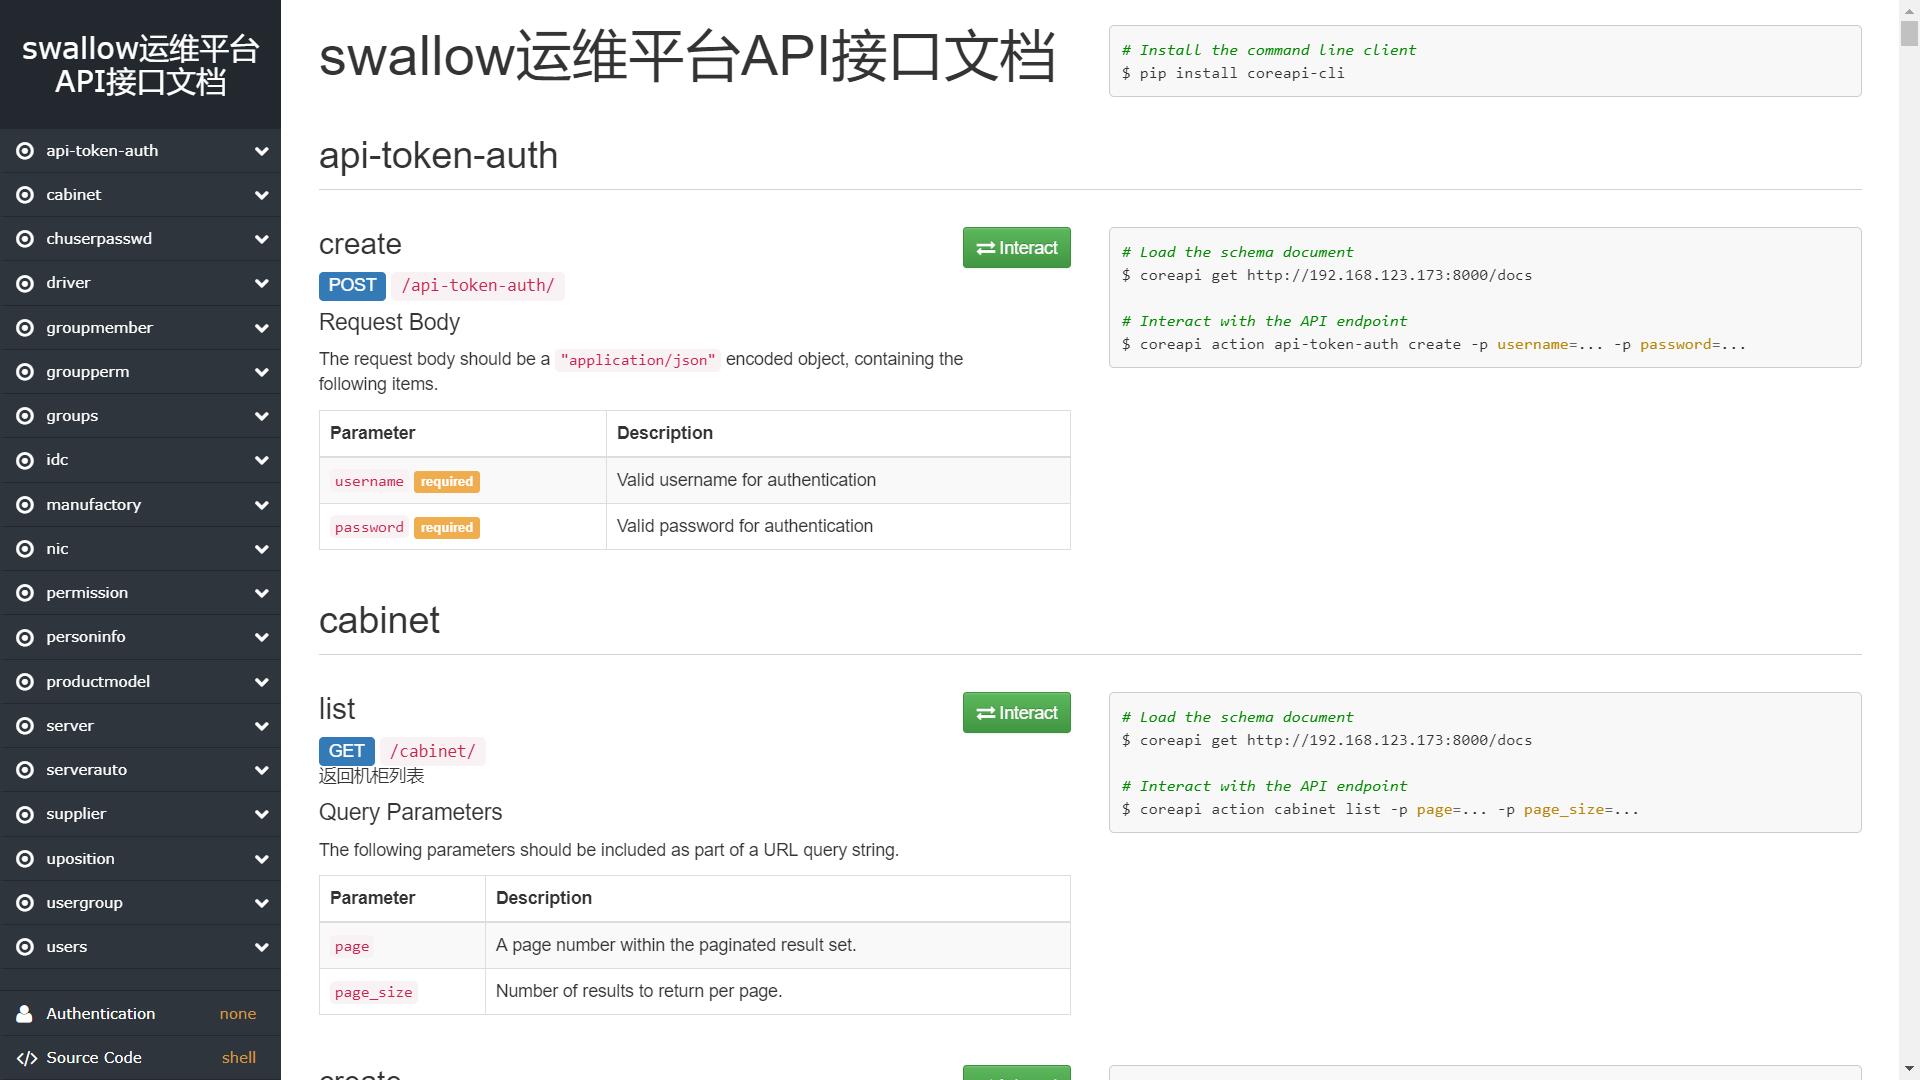 swallow运维平台
API接口文档
api-token-auth
cabinet
chuserpasswd
driver
groupmember
groupperm
groups
idc
manufactory
nic
permission
personinfo
productmodel
server
serverauto
supplier
uposition
usergroup
users
Authentication none
Source Code shell
swallow运维平台API接口文档
# Install the command line client
$ pip install coreapi-cli
api-token-auth
create
Interact
POST /api-token-auth/
Request Body
The request body should be a "application/json" encoded object, containing the
following items.
Parameter Description
username required Valid username for authentication
password required Valid password for authentication
# Load the schema document
$ coreapi get http://192.168.123.173:8000/docs
# Interact with the API endpoint
$ coreapi action api-token-auth create -p username=... -p password=...
cabinet
list
Interact
GET /cabinet/
返回机柜列表
Query Parameters
The following parameters should be included as part of a URL query string.
Parameter Description
page A page number within the paginated result set.
page_size Number of results to return per page.
# Load the schema document
$ coreapi get http://192.168.123.173:8000/docs
# Interact with the API endpoint
$ coreapi action cabinet list -p page=... -p page_size=...
create